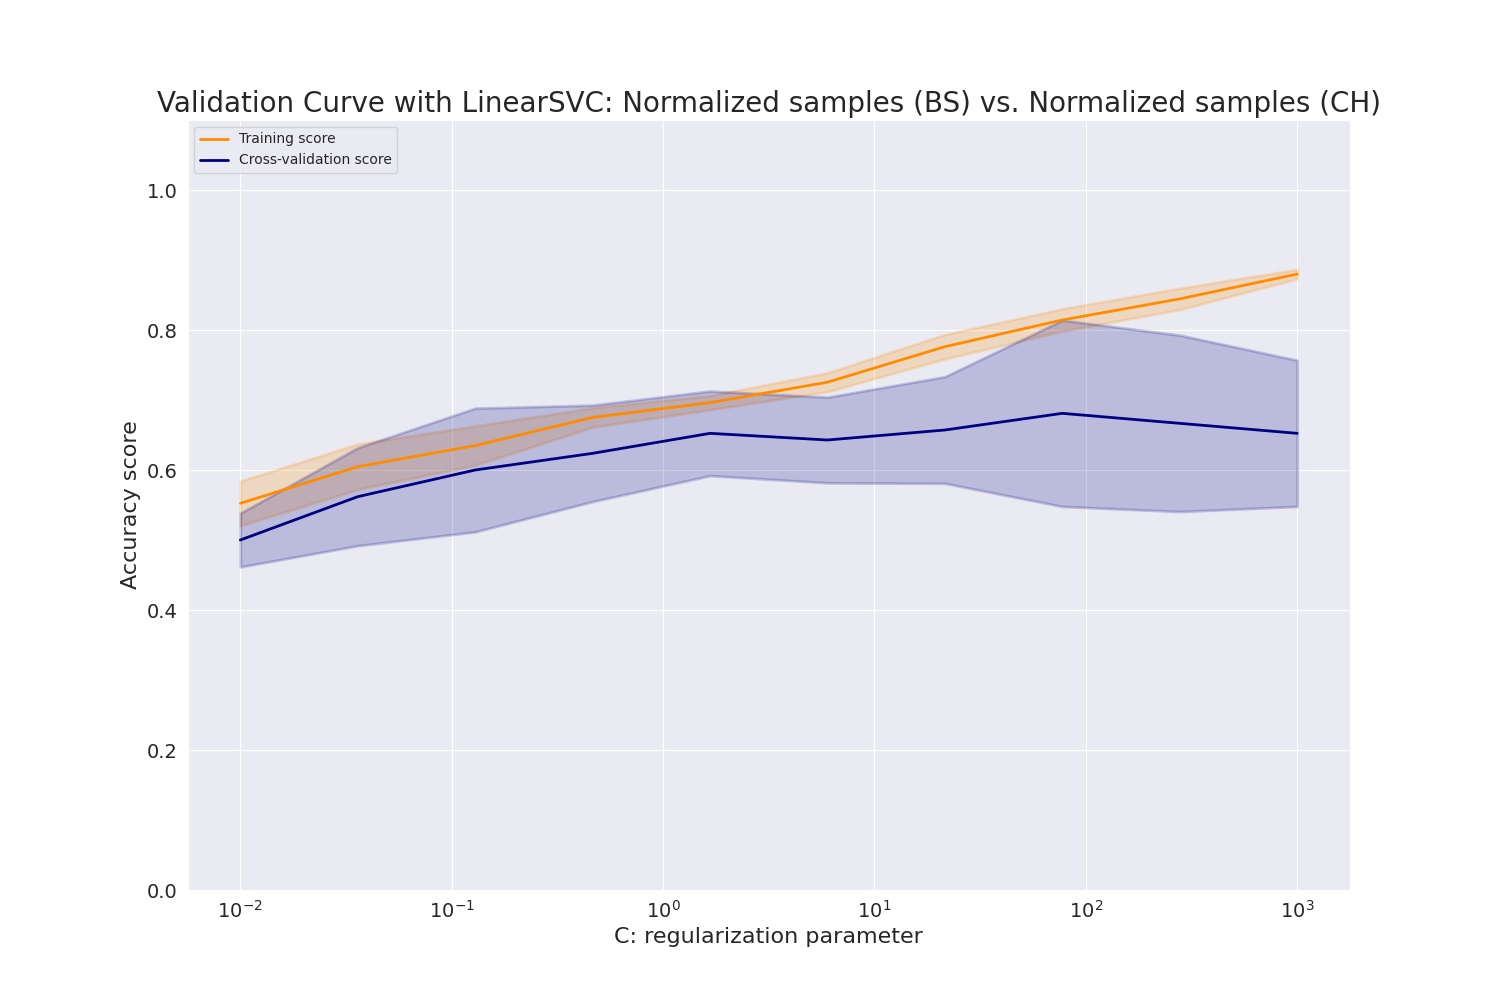 Validation Curve with LinearSVC: Normalized samples (BS) vs. Normalized samples (CH)
Training score
Cross-validation score
1.0
0.8
0.6
0.4
0.2
0.0
Accuracy score
10⁻² 10⁻¹ 10⁰ 10¹ 10² 10³
C: regularization parameter